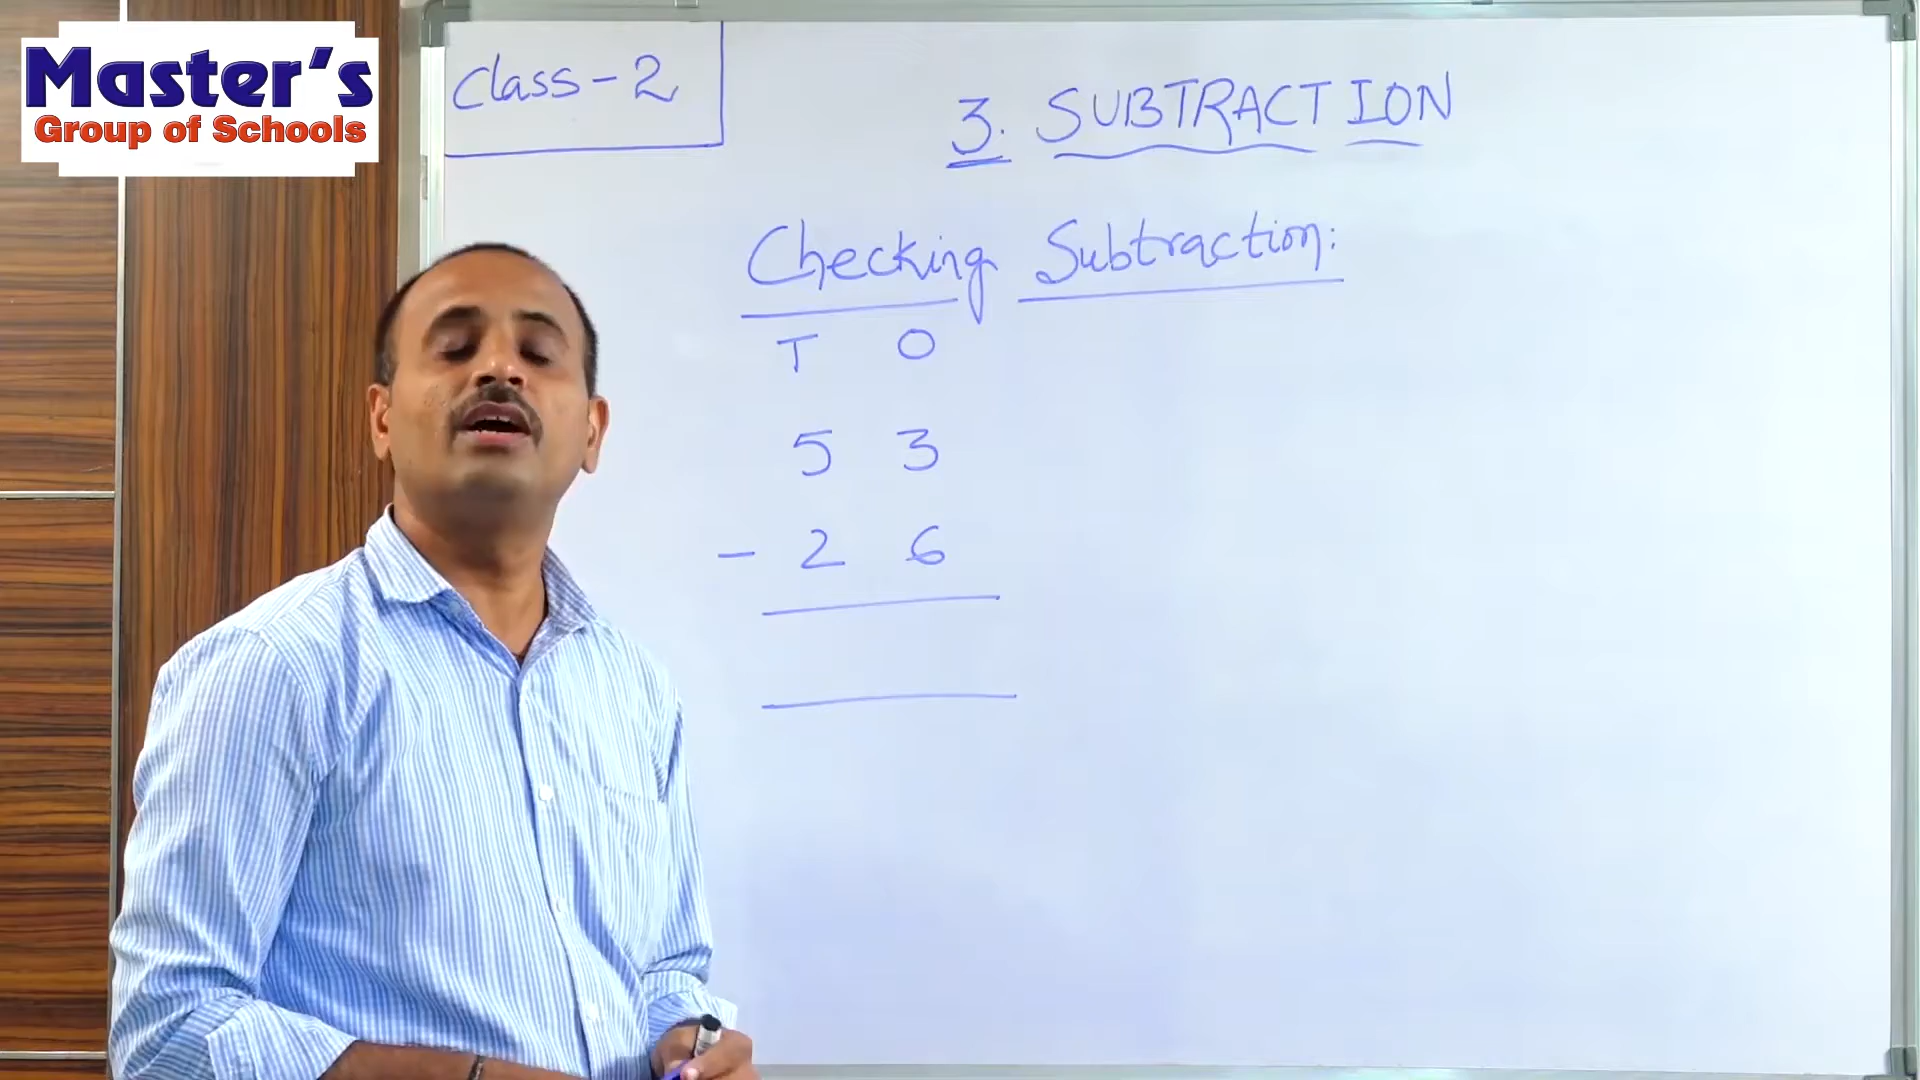 Master's
Group of Schools
Class-2
3. SUBTRACTION
Checking Subtraction:
T O
5 3
- 2 6